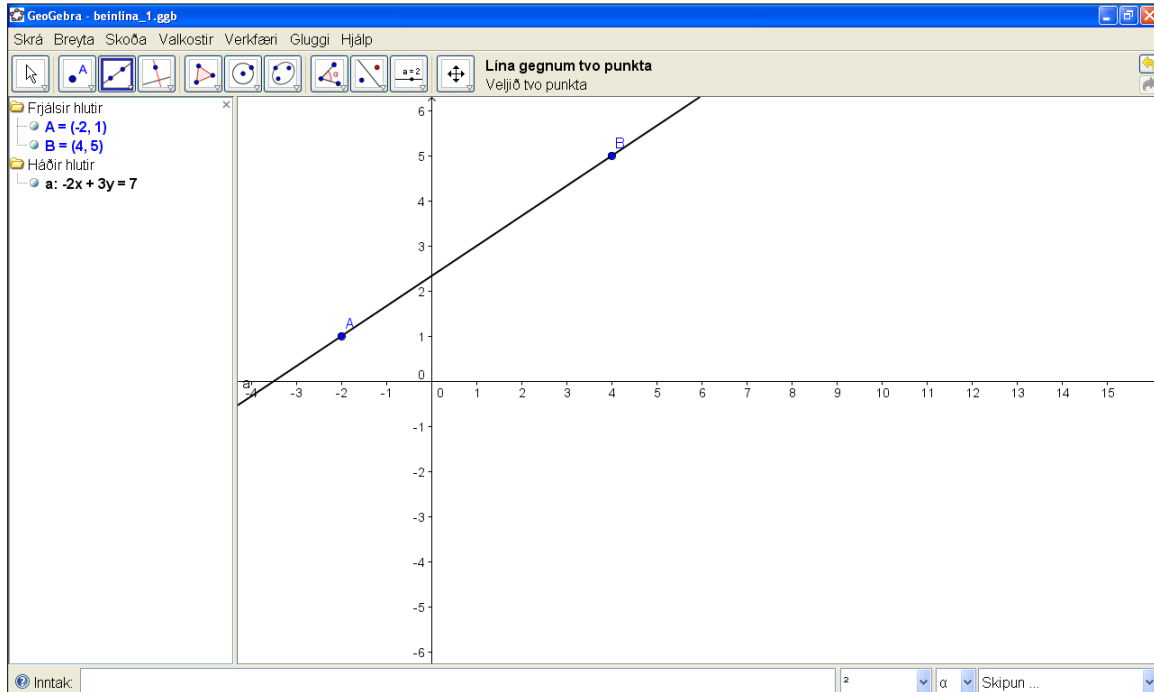 GeoGebra - beinlina_1.ggb
Skrá Breyta Skoða Valkostir Verkfæri Gluggi Hjálp
A
α
a=2
Lína gegnum tvo punkta
Veljið tvo punkta
Frjálsir hlutir
A = (-2, 1)
B = (4, 5)
Háðir hlutir
a: -2x + 3y = 7
6
B
5
4
3
2
A
1
0
a
-4 -3 -2 -1 0 1 2 3 4 5 6 7 8 9 10 11 12 13 14 15
-1
-2
-3
-4
-5
-6
Inntak:
² α Skipun ...